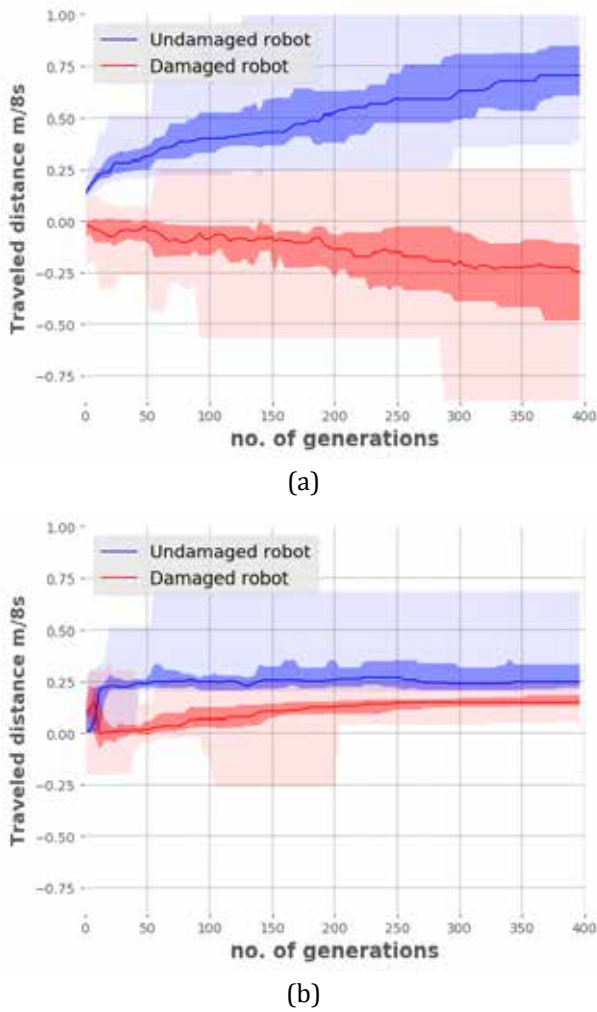 1.00
Undamaged robot
Damaged robot
0.75
0.50
0.25
0.00
−0.25
−0.50
−0.75
Traveled distance m/8s
0 50 100 150 200 250 300 350 400
no. of generations
(a)
1.00
Undamaged robot
Damaged robot
0.75
0.50
0.25
0.00
−0.25
−0.50
−0.75
Traveled distance m/8s
0 50 100 150 200 250 300 350 400
no. of generations
(b)